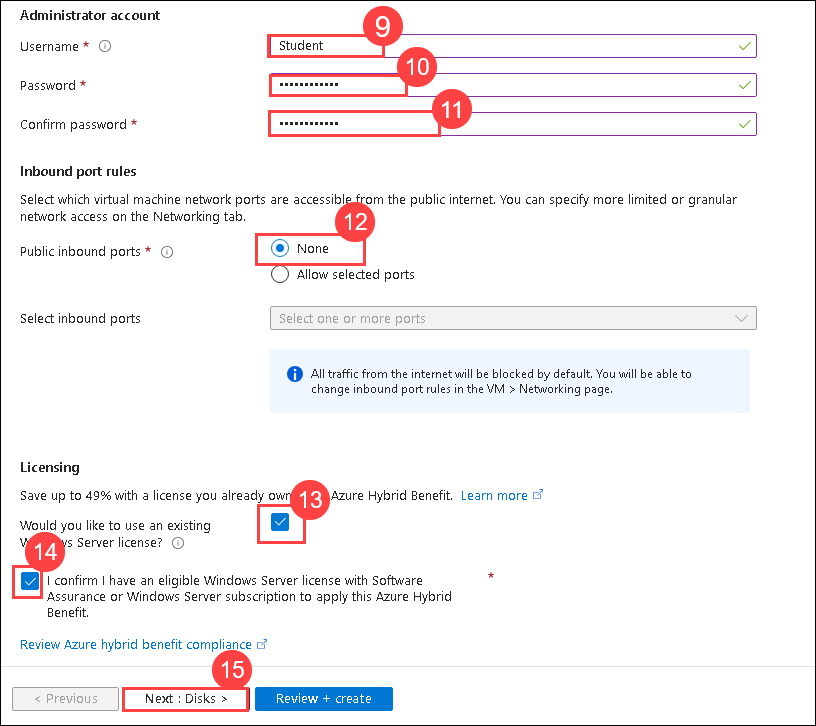 Administrator account
9
Username *
Student
10
Password *
••••••••••••
11
Confirm password *
••••••••••••
Inbound port rules
Select which virtual machine network ports are accessible from the public internet. You can specify more limited or granular
network access on the Networking tab.
12
Public inbound ports *
None
Allow selected ports
Select inbound ports
Select one or more ports
All traffic from the internet will be blocked by default. You will be able to
change inbound port rules in the VM > Networking page.
Licensing
Save up to 49% with a license you already own Azure Hybrid Benefit. Learn more
13
Would you like to use an existing
Windows Server license?
14
I confirm I have an eligible Windows Server license with Software *
Assurance or Windows Server subscription to apply this Azure Hybrid
Benefit.
Review Azure hybrid benefit compliance
15
< Previous
Next : Disks >
Review + create